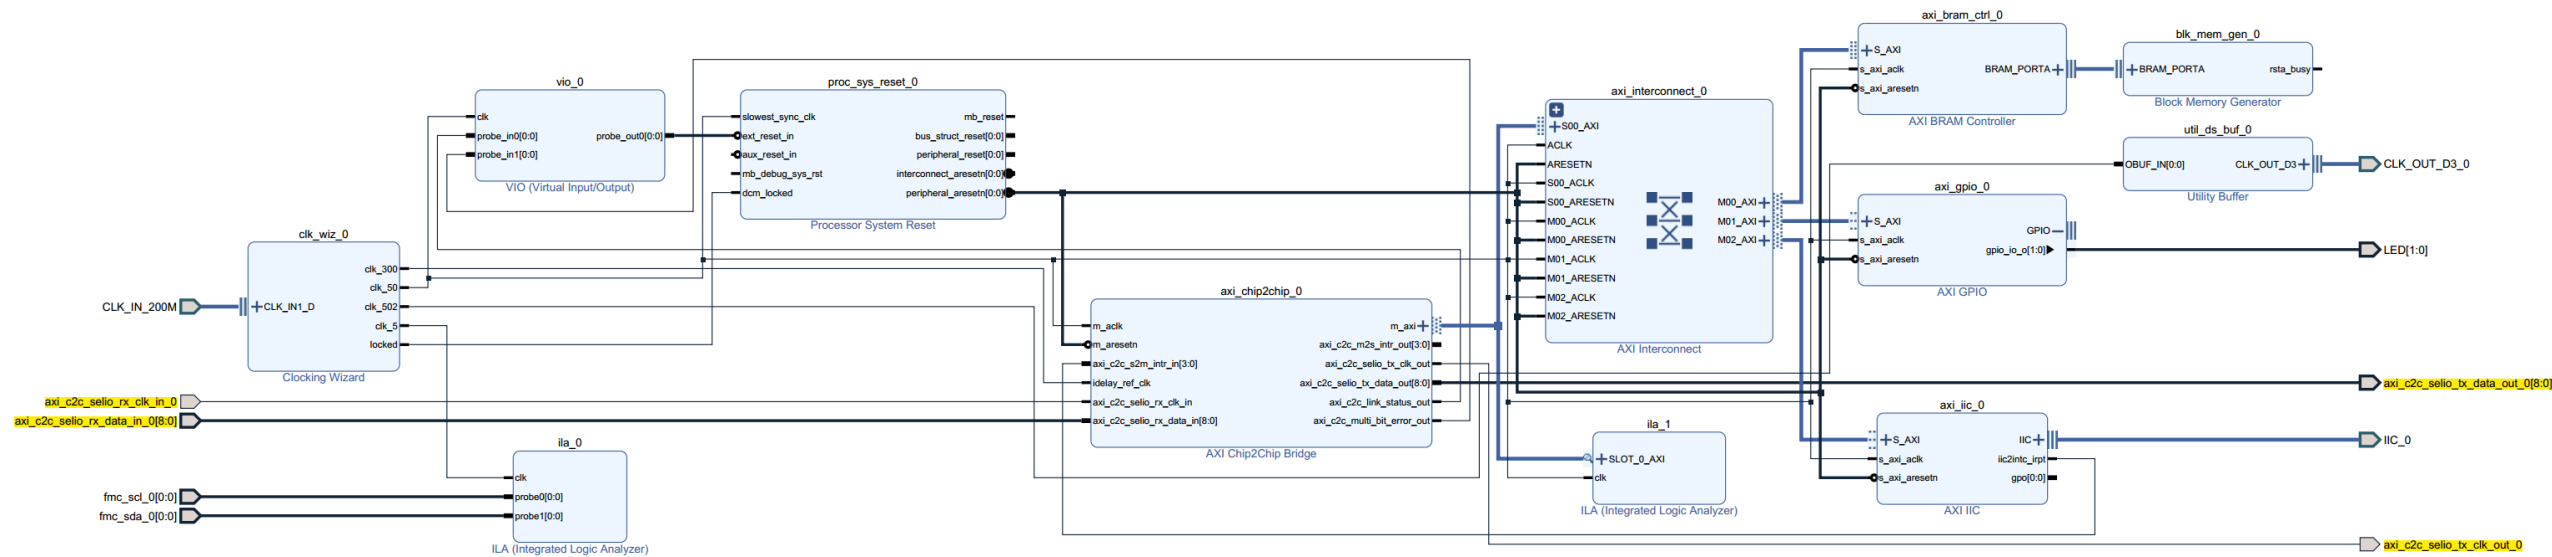 CLK_IN_200M
axi_c2c_selio_rx_clk_in_0
axi_c2c_selio_rx_data_in_0[8:0]
fmc_scl_0[0:0]
fmc_sda_0[0:0]
clk_wiz_0
CLK_IN1_D
clk_300
clk_50
clk_502
clk_5
locked
Clocking Wizard
vio_0
clk
probe_in0[0:0]
probe_in1[0:0]
probe_out0[0:0]
VIO (Virtual Input/Output)
ila_0
clk
probe0[0:0]
probe1[0:0]
ILA (Integrated Logic Analyzer)
proc_sys_reset_0
slowest_sync_clk
ext_reset_in
aux_reset_in
mb_debug_sys_rst
dcm_locked
mb_reset
bus_struct_reset[0:0]
peripheral_reset[0:0]
interconnect_aresetn[0:0]
peripheral_aresetn[0:0]
Processor System Reset
axi_chip2chip_0
m_aclk
m_aresetn
axi_c2c_s2m_intr_in[3:0]
idelay_ref_clk
axi_c2c_selio_rx_clk_in
axi_c2c_selio_rx_data_in[8:0]
m_axi
axi_c2c_m2s_intr_out[3:0]
axi_c2c_selio_tx_clk_out
axi_c2c_selio_tx_data_out[8:0]
axi_c2c_link_status_out
axi_c2c_multi_bit_error_out
AXI Chip2Chip Bridge
axi_interconnect_0
S00_AXI
ACLK
ARESETN
S00_ACLK
S00_ARESETN
M00_ACLK
M00_ARESETN
M01_ACLK
M01_ARESETN
M02_ACLK
M02_ARESETN
M00_AXI
M01_AXI
M02_AXI
AXI Interconnect
ila_1
SLOT_0_AXI
clk
ILA (Integrated Logic Analyzer)
axi_bram_ctrl_0
S_AXI
s_axi_aclk
s_axi_aresetn
BRAM_PORTA
AXI BRAM Controller
axi_gpio_0
S_AXI
s_axi_aclk
s_axi_aresetn
GPIO
gpio_io_o[1:0]
AXI GPIO
axi_iic_0
S_AXI
s_axi_aclk
s_axi_aresetn
IIC
iic2intc_irpt
gpo[0:0]
AXI IIC
blk_mem_gen_0
BRAM_PORTA
rsta_busy
Block Memory Generator
util_ds_buf_0
OBUF_IN[0:0]
CLK_OUT_D3
Utility Buffer
CLK_OUT_D3_0
LED[1:0]
axi_c2c_selio_tx_data_out_0[8:0]
IIC_0
axi_c2c_selio_tx_clk_out_0